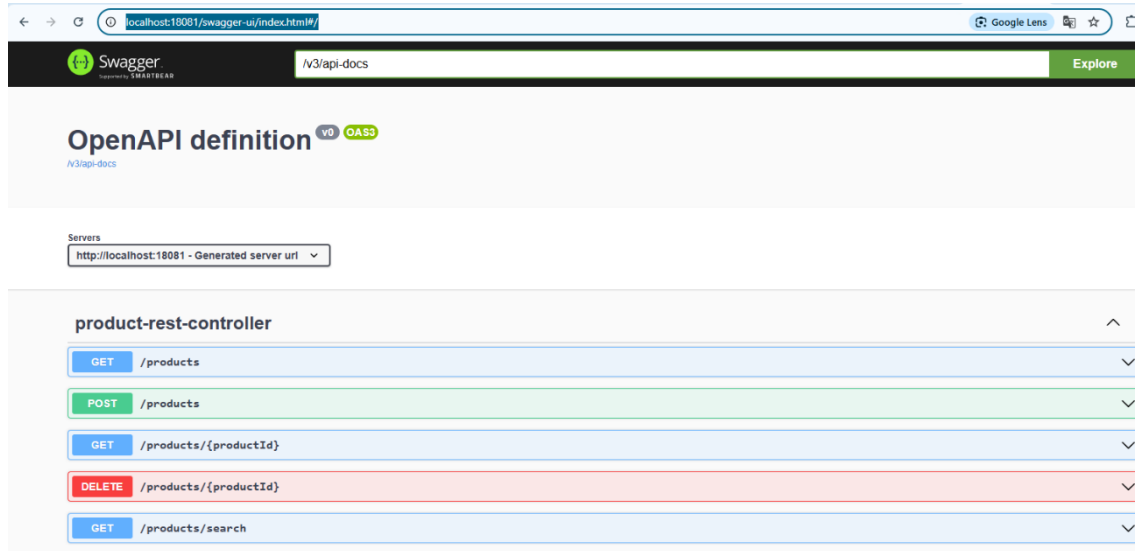 localhost:18081/swagger-ui/index.html#/
Google Lens
Swagger.
Supported by SMARTBEAR
/v3/api-docs
Explore
OpenAPI definition v0 OAS3
/v3/api-docs
Servers
http://localhost:18081 - Generated server url
product-rest-controller
GET /products
POST /products
GET /products/{productId}
DELETE /products/{productId}
GET /products/search